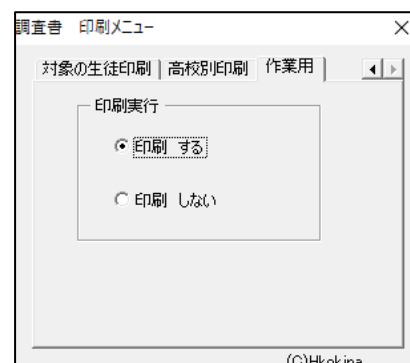 調査書 印刷メニュー
対象の生徒印刷 高校別印刷 作業用
印刷実行
印刷 する
印刷 しない
(C)Hkokina